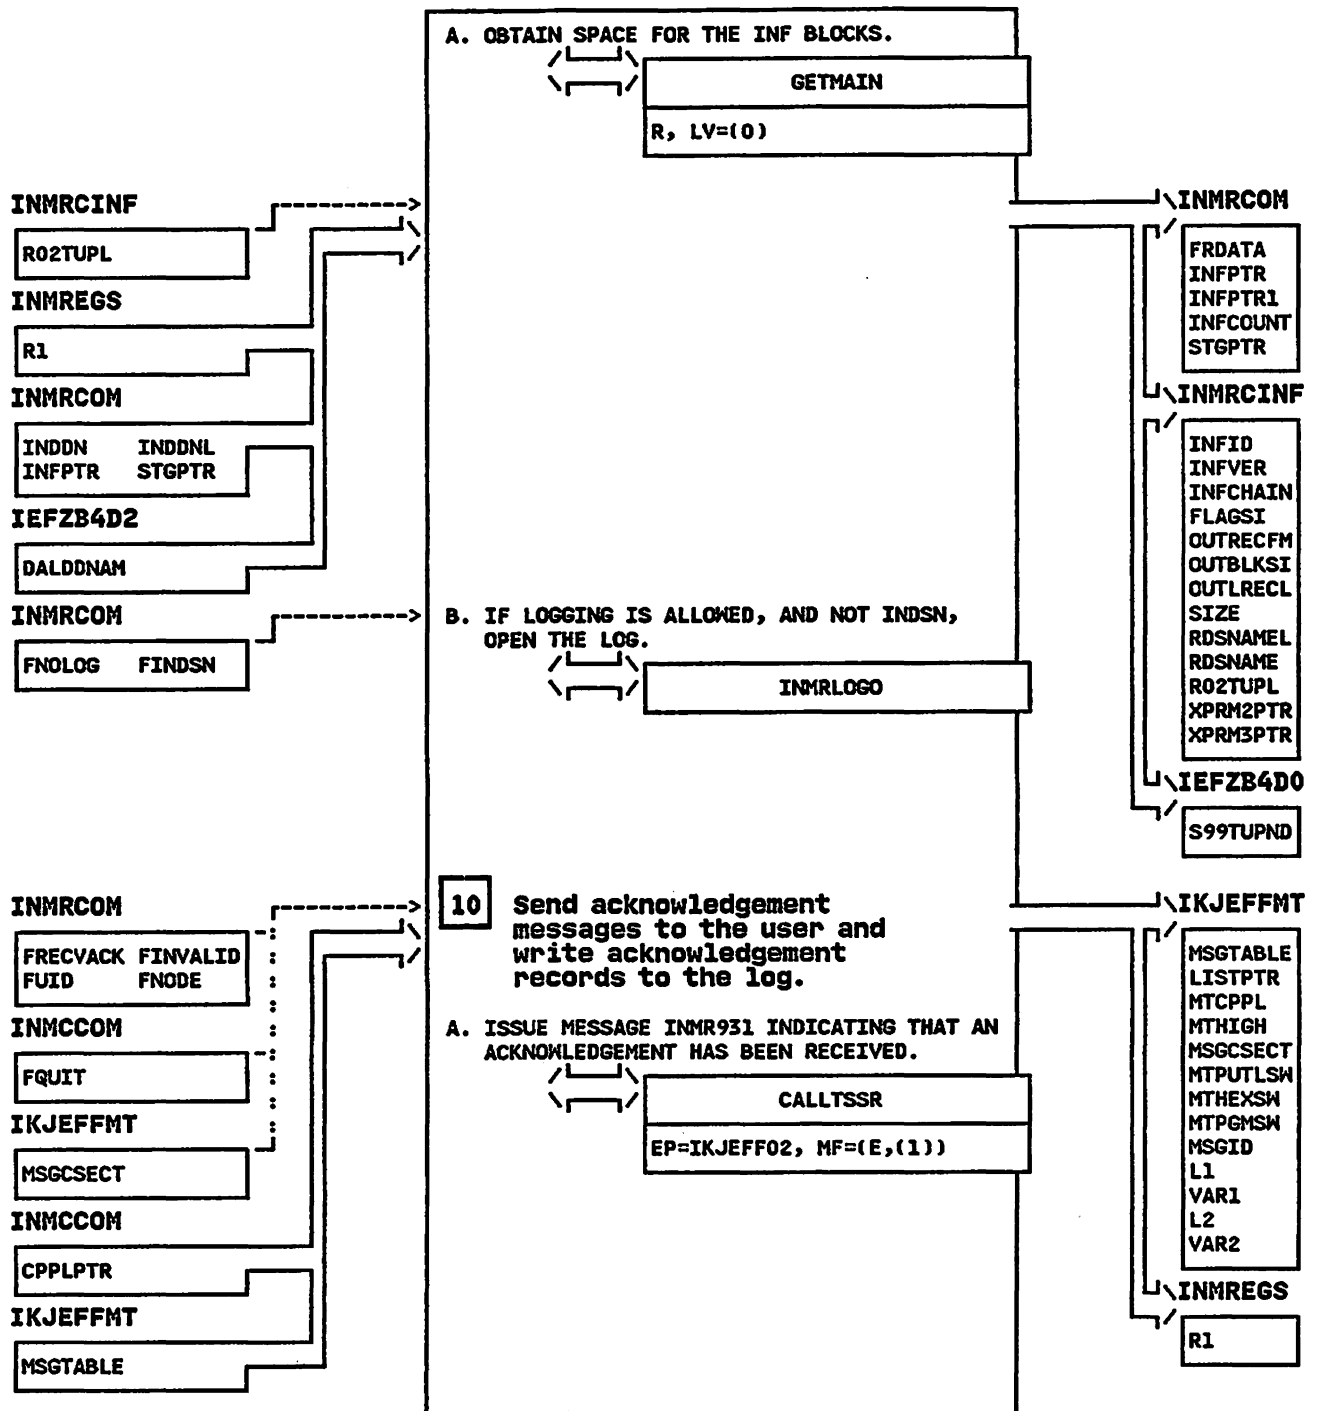 A. OBTAIN SPACE FOR THE INF BLOCKS.
GETMAIN
R, LV=(0)
INMRCINF
R02TUPL
INMREGS
R1
INMRCOM
INDDN INDDNL
INFPTR STGPTR
IEFZB4D2
DALDDNAM
INMRCOM
FNOLOG FINDSN
INMRCOM
FRDATA
INFPTR
INFPTR1
INFCOUNT
STGPTR
INMRCINF
INFID
INFVER
INFCHAIN
FLAGSI
OUTRECFM
OUTBLKSI
OUTLRECL
SIZE
RDSNAMEL
RDSNAME
R02TUPL
XPRM2PTR
XPRM3PTR
IEFZB4D0
S99TUPND
B. IF LOGGING IS ALLOWED, AND NOT INDSN,
OPEN THE LOG.
INMRLOGO
INMRCOM
FRECVACK FINVALID
FUID FNODE
INMCCOM
FQUIT
IKJEFFMT
MSGCSECT
INMCCOM
CPPLPTR
IKJEFFMT
MSGTABLE
10 Send acknowledgement
messages to the user and
write acknowledgement
records to the log.
A. ISSUE MESSAGE INMR931 INDICATING THAT AN
ACKNOWLEDGEMENT HAS BEEN RECEIVED.
CALLTSSR
EP=IKJEFF02, MF=(E,(1))
IKJEFFMT
MSGTABLE
LISTPTR
MTCPPL
MTHIGH
MSGCSECT
MTPUTLSW
MTHEXSW
MTPGMSW
MSGID
L1
VAR1
L2
VAR2
INMREGS
R1